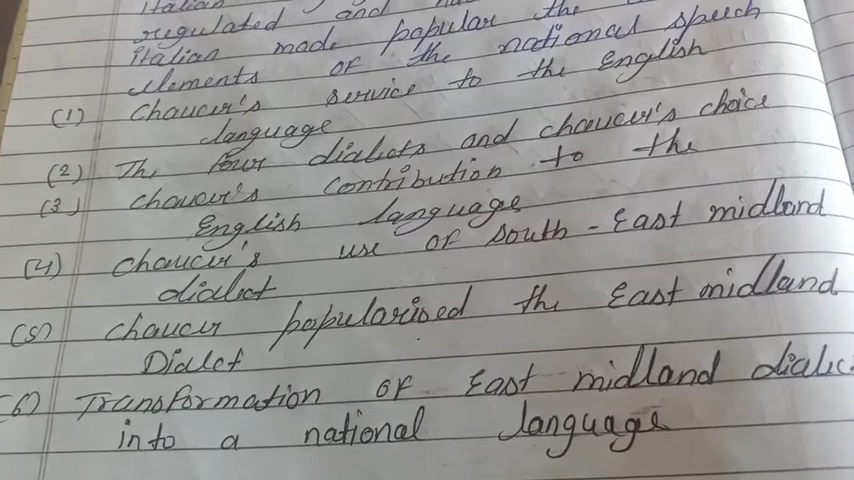 Italian
regulated and
italian made popular the
elements of the national speech
(1) Chaucer's service to the English
language
(2) The four dialects and chaucer's choice
(3) Chaucer's contribution to the
English language
(4) Chaucer's use of south-East midland
dialect
(5) Chaucer popularised the East midland
Dialet
(6) Transformation of East midland dialec
into a national language